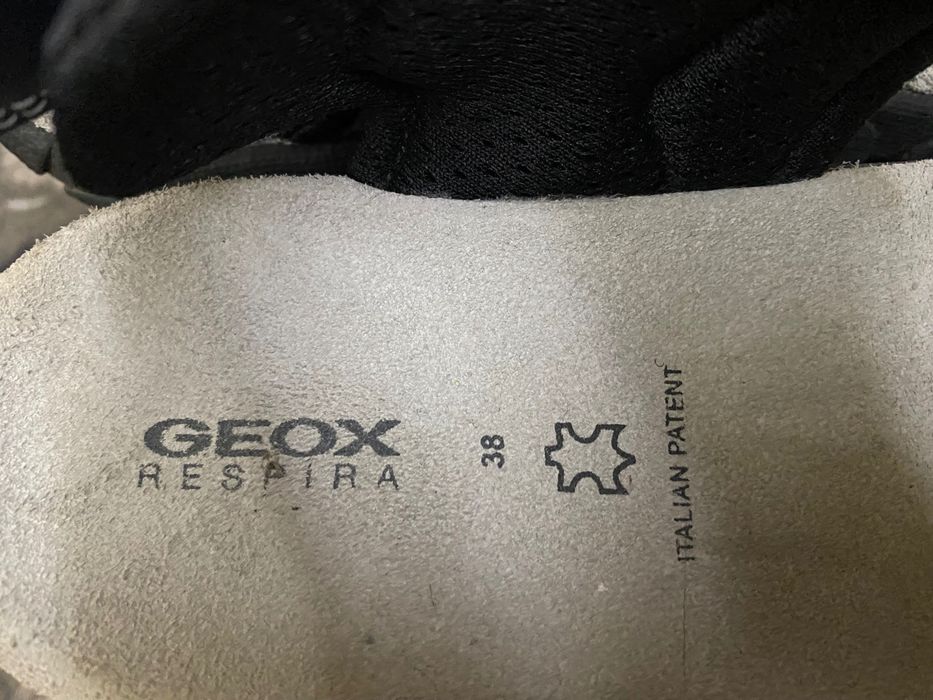 GEOX
RESPIRA
38
ITALIAN PATENT